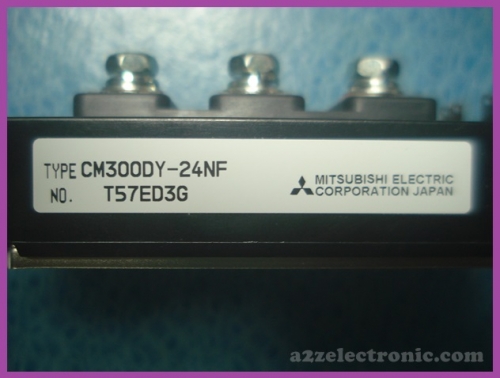 TYPE CM300DY-24NF
NO. T57ED3G
MITSUBISHI ELECTRIC
CORPORATION JAPAN
a2zelectronic.com